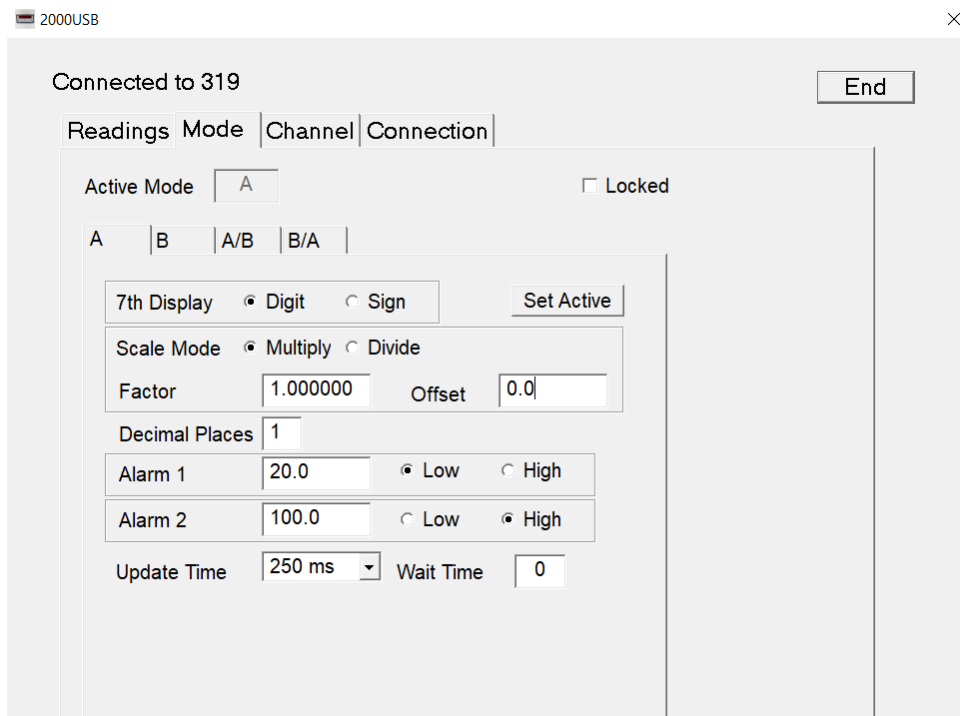 2000USB
Connected to 319
End
Readings Mode Channel Connection
Active Mode A Locked
A B A/B B/A
7th Display Digit Sign Set Active
Scale Mode Multiply Divide
Factor 1.000000 Offset 0.0
Decimal Places 1
Alarm 1 20.0 Low High
Alarm 2 100.0 Low High
Update Time 250 ms Wait Time 0